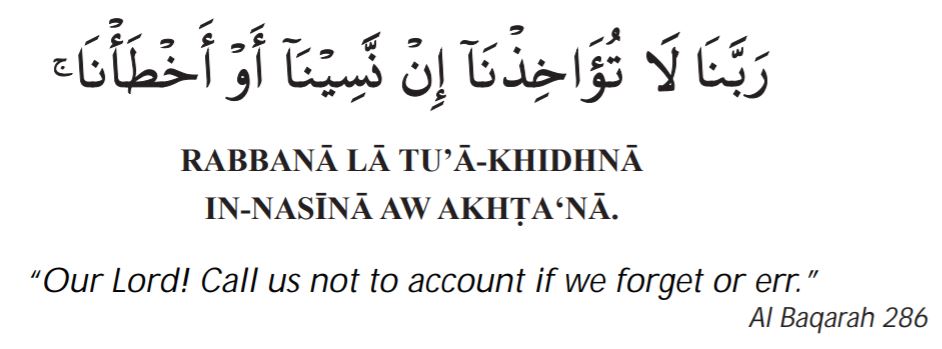 رَبَّنَا لَا تُؤَاخِذْنَآ إِنْ نَّسِيْنَآ أَوْ أَخْطَأْنَا ۚ
RABBANĀ LĀ TU’Ā-KHIDHNĀ
IN-NASĪNĀ AW AKHṬA‘NĀ.
“Our Lord! Call us not to account if we forget or err.”
Al Baqarah 286